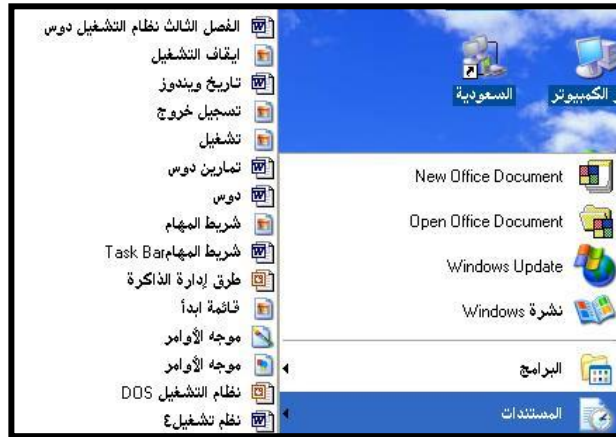 الكمبيوتر
السعودية
New Office Document
Open Office Document
Windows Update
نشرة Windows
البرامج
المستندات
الفصل الثالث نظام التشغيل دوس
ايقاف التشغيل
تاريخ ويندوز
تسجيل خروج
تشغيل
تمارين دوس
دوس
شريط المهام
شريط المهامTask Bar
طرق إدارة الذاكرة
قائمة ابدأ
موجه الأوامر
موجه الأوامر
نظام التشغيل DOS
نظم تشغيل٤